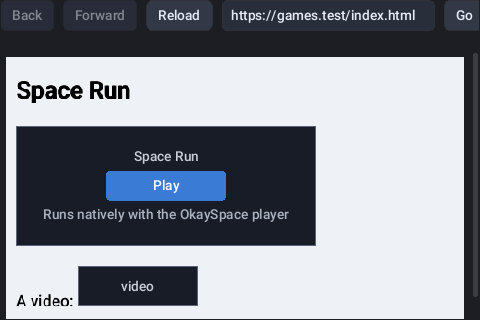 Back Forward Reload https://games.test/index.html Go
Space Run
Space Run
Play
Runs natively with the OkaySpace player
A video: video